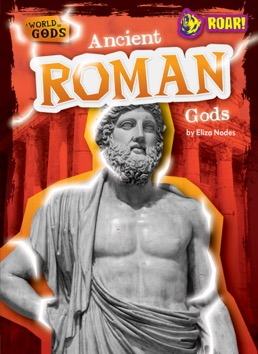 A WORLD OF
GODS
ROAR!
Ancient
ROMAN
Gods
by Eliza Nodes